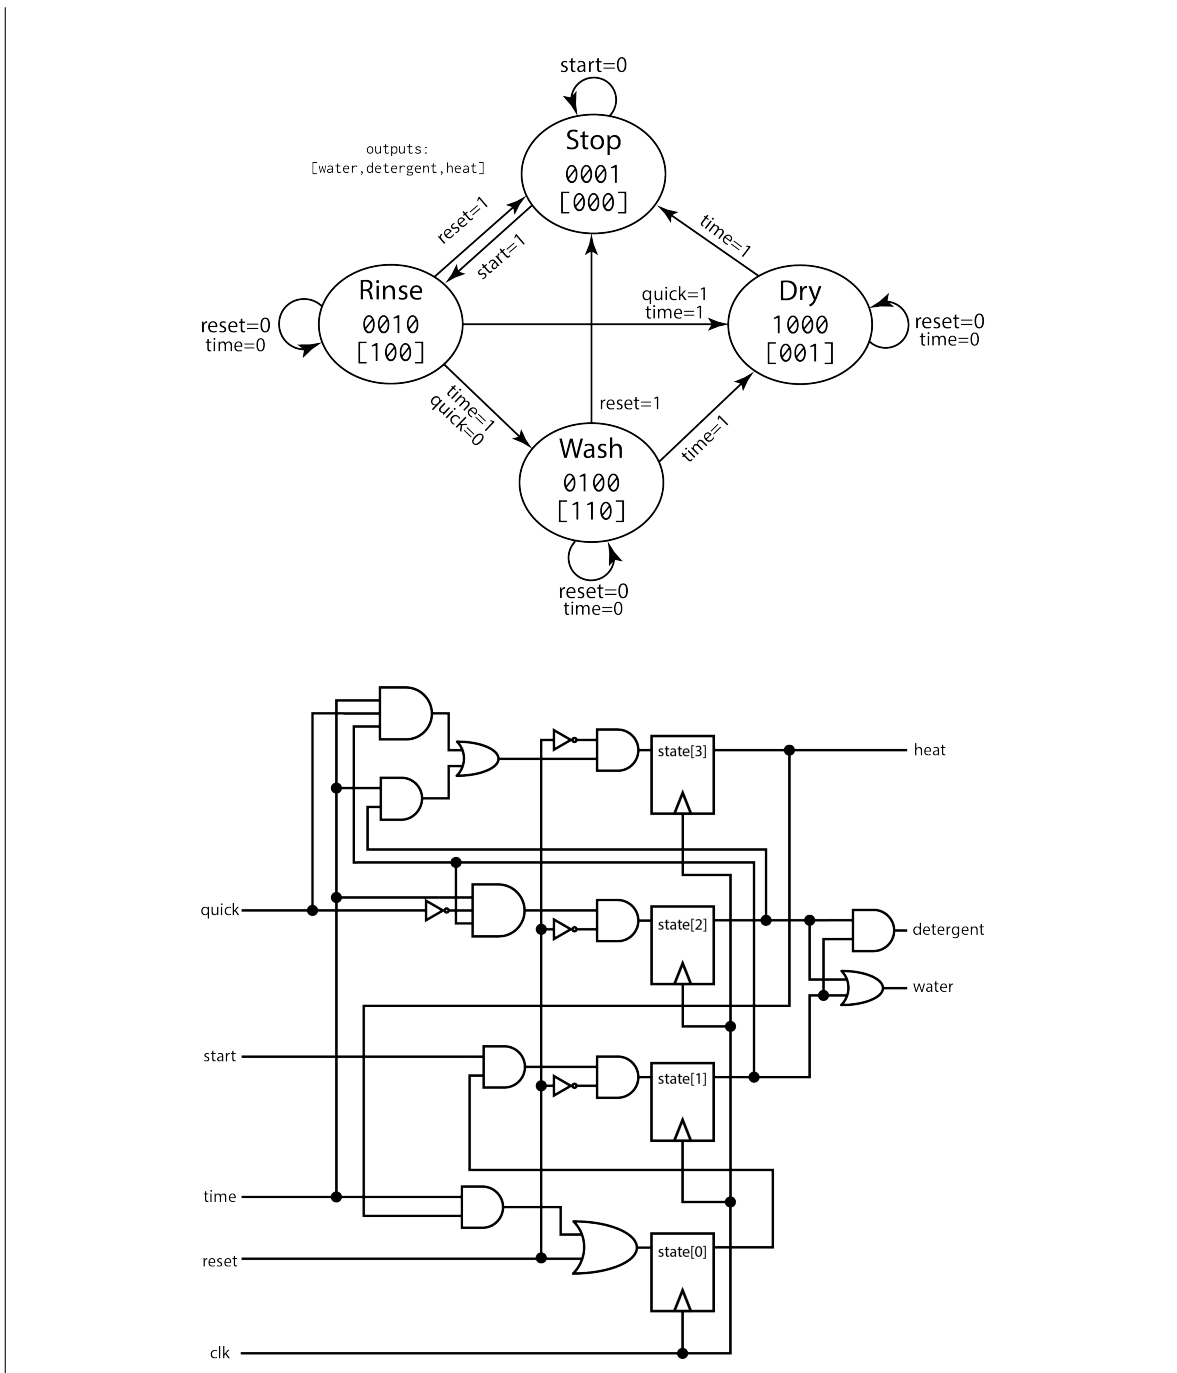 start=0
Stop
0001
[000]
outputs:
[water,detergent,heat]
reset=1
start=1
time=1
Rinse
0010
[100]
reset=0
time=0
quick=1
time=1
Dry
1000
[001]
reset=0
time=0
time=1
quick=0
reset=1
time=1
Wash
0100
[110]
reset=0
time=0
state[3]
heat
quick
state[2]
detergent
water
start
state[1]
time
reset
state[0]
clk